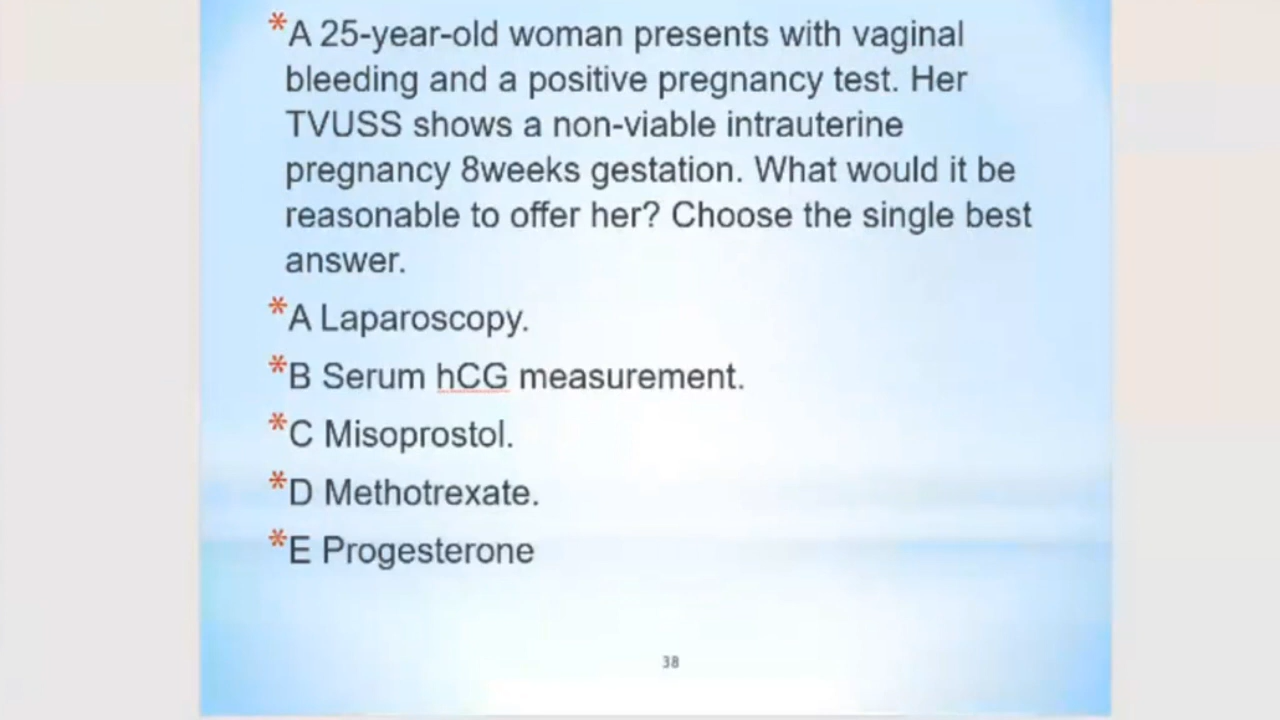 *A 25-year-old woman presents with vaginal
bleeding and a positive pregnancy test. Her
TVUSS shows a non-viable intrauterine
pregnancy 8weeks gestation. What would it be
reasonable to offer her? Choose the single best
answer.
*A Laparoscopy.
*B Serum hCG measurement.
*C Misoprostol.
*D Methotrexate.
*E Progesterone
38